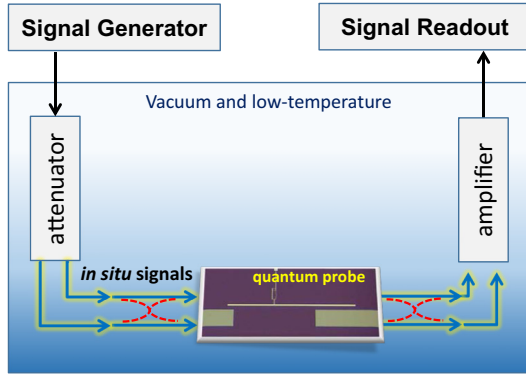 Signal Generator
Signal Readout
Vacuum and low-temperature
attenuator
amplifier
in situ signals
quantum probe